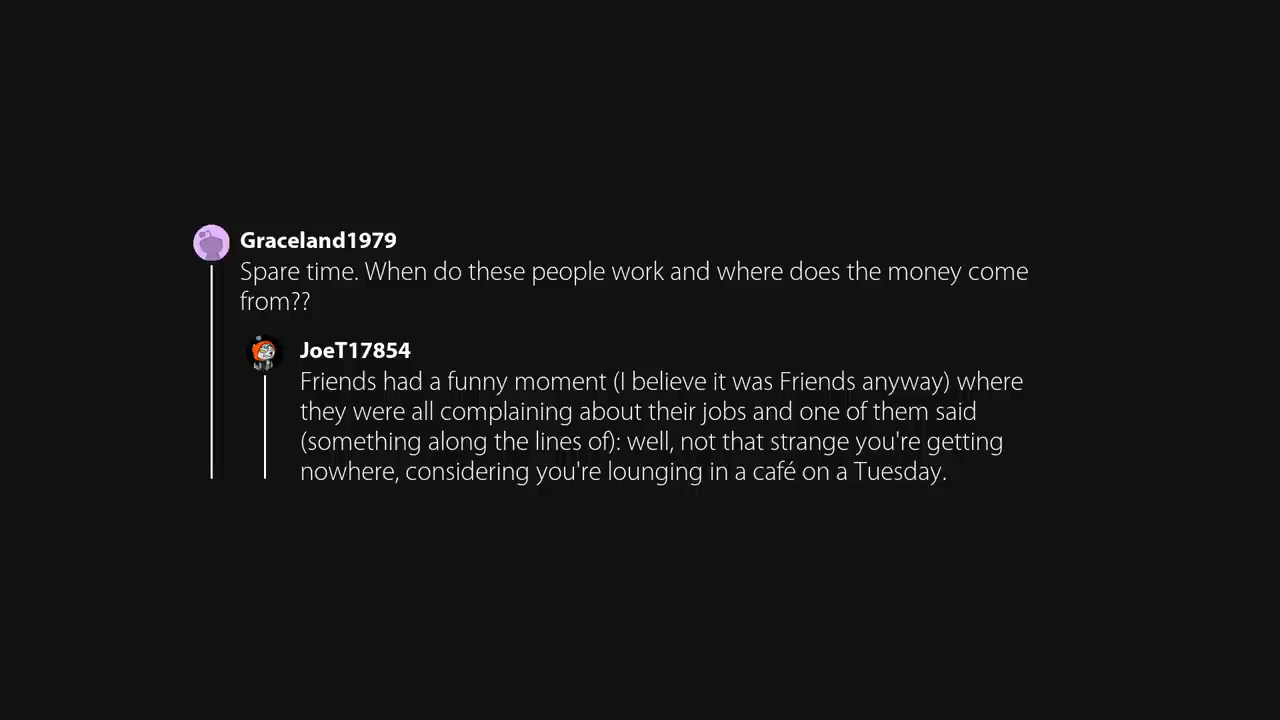 Graceland1979
Spare time. When do these people work and where does the money come
from??
JoeT17854
Friends had a funny moment (I believe it was Friends anyway) where
they were all complaining about their jobs and one of them said
(something along the lines of): well, not that strange you're getting
nowhere, considering you're lounging in a café on a Tuesday.